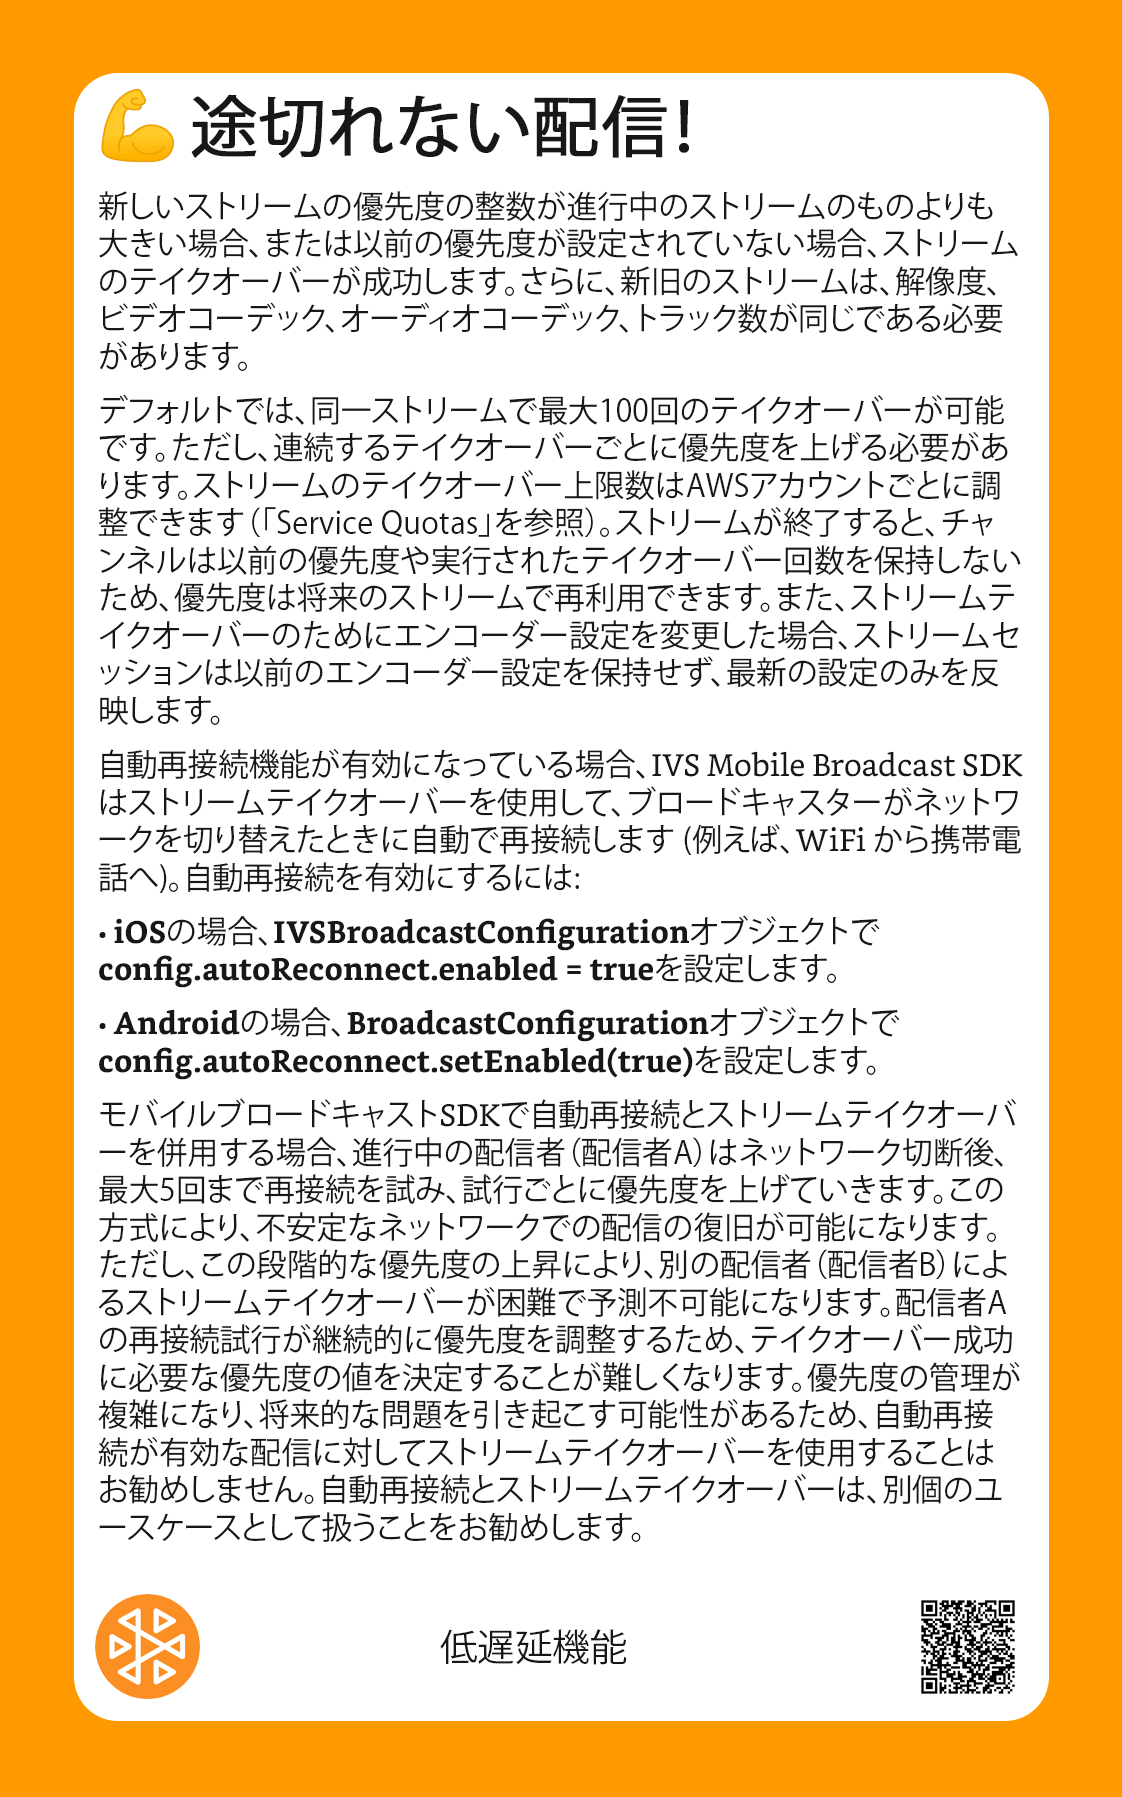 💪 途切れない配信！
新しいストリームの優先度の整数が進行中のストリームのものよりも
大きい場合、または以前の優先度が設定されていない場合、ストリーム
のテイクオーバーが成功します。さらに、新旧のストリームは、解像度、
ビデオコーデック、オーディオコーデック、トラック数が同じである必要
があります。
デフォルトでは、同一ストリームで最大100回のテイクオーバーが可能
です。ただし、連続するテイクオーバーごとに優先度を上げる必要があ
ります。ストリームのテイクオーバー上限数はAWSアカウントごとに調
整できます（「Service Quotas」を参照）。ストリームが終了すると、チャ
ンネルは以前の優先度や実行されたテイクオーバー回数を保持しない
ため、優先度は将来のストリームで再利用できます。また、ストリームテ
イクオーバーのためにエンコーダー設定を変更した場合、ストリームセ
ッションは以前のエンコーダー設定を保持せず、最新の設定のみを反
映します。
自動再接続機能が有効になっている場合、IVS Mobile Broadcast SDK
はストリームテイクオーバーを使用して、ブロードキャスターがネットワ
ークを切り替えたときに自動で再接続します (例えば、WiFi から携帯電
話へ)。自動再接続を有効にするには:
· iOSの場合、IVSBroadcastConfigurationオブジェクトで
config.autoReconnect.enabled = trueを設定します。
· Androidの場合、BroadcastConfigurationオブジェクトで
config.autoReconnect.setEnabled(true)を設定します。
モバイルブロードキャストSDKで自動再接続とストリームテイクオーバ
ーを併用する場合、進行中の配信者（配信者A）はネットワーク切断後、
最大5回まで再接続を試み、試行ごとに優先度を上げていきます。この
方式により、不安定なネットワークでの配信の復旧が可能になります。
ただし、この段階的な優先度の上昇により、別の配信者（配信者B）によ
るストリームテイクオーバーが困難で予測不可能になります。配信者A
の再接続試行が継続的に優先度を調整するため、テイクオーバー成功
に必要な優先度の値を決定することが難しくなります。優先度の管理が
複雑になり、将来的な問題を引き起こす可能性があるため、自動再接
続が有効な配信に対してストリームテイクオーバーを使用することは
お勧めしません。自動再接続とストリームテイクオーバーは、別個のユ
ースケースとして扱うことをお勧めします。
低遅延機能